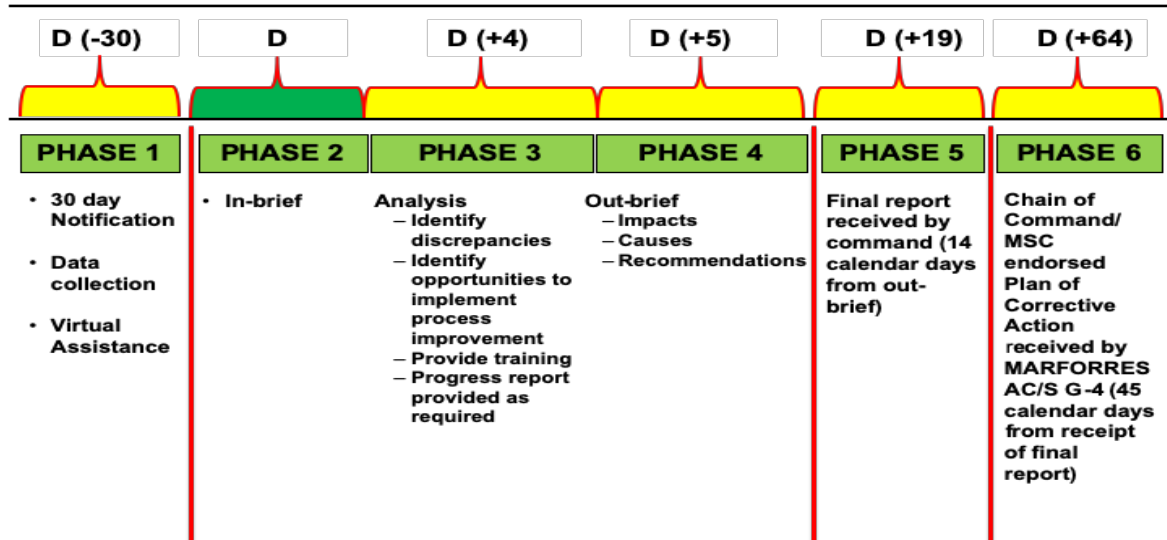 D (-30)
D
D (+4)
D (+5)
D (+19)
D (+64)
PHASE 1
PHASE 2
PHASE 3
PHASE 4
PHASE 5
PHASE 6
• 30 day
Notification
• Data
collection
• Virtual
Assistance
• In-brief
Analysis
– Identify
discrepancies
– Identify
opportunities to
implement
process
improvement
– Provide training
– Progress report
provided as
required
Out-brief
– Impacts
– Causes
– Recommendations
Final report
received by
command (14
calendar days
from out-
brief)
Chain of
Command/
MSC
endorsed
Plan of
Corrective
Action
received by
MARFORRES
AC/S G-4 (45
calendar days
from receipt
of final
report)